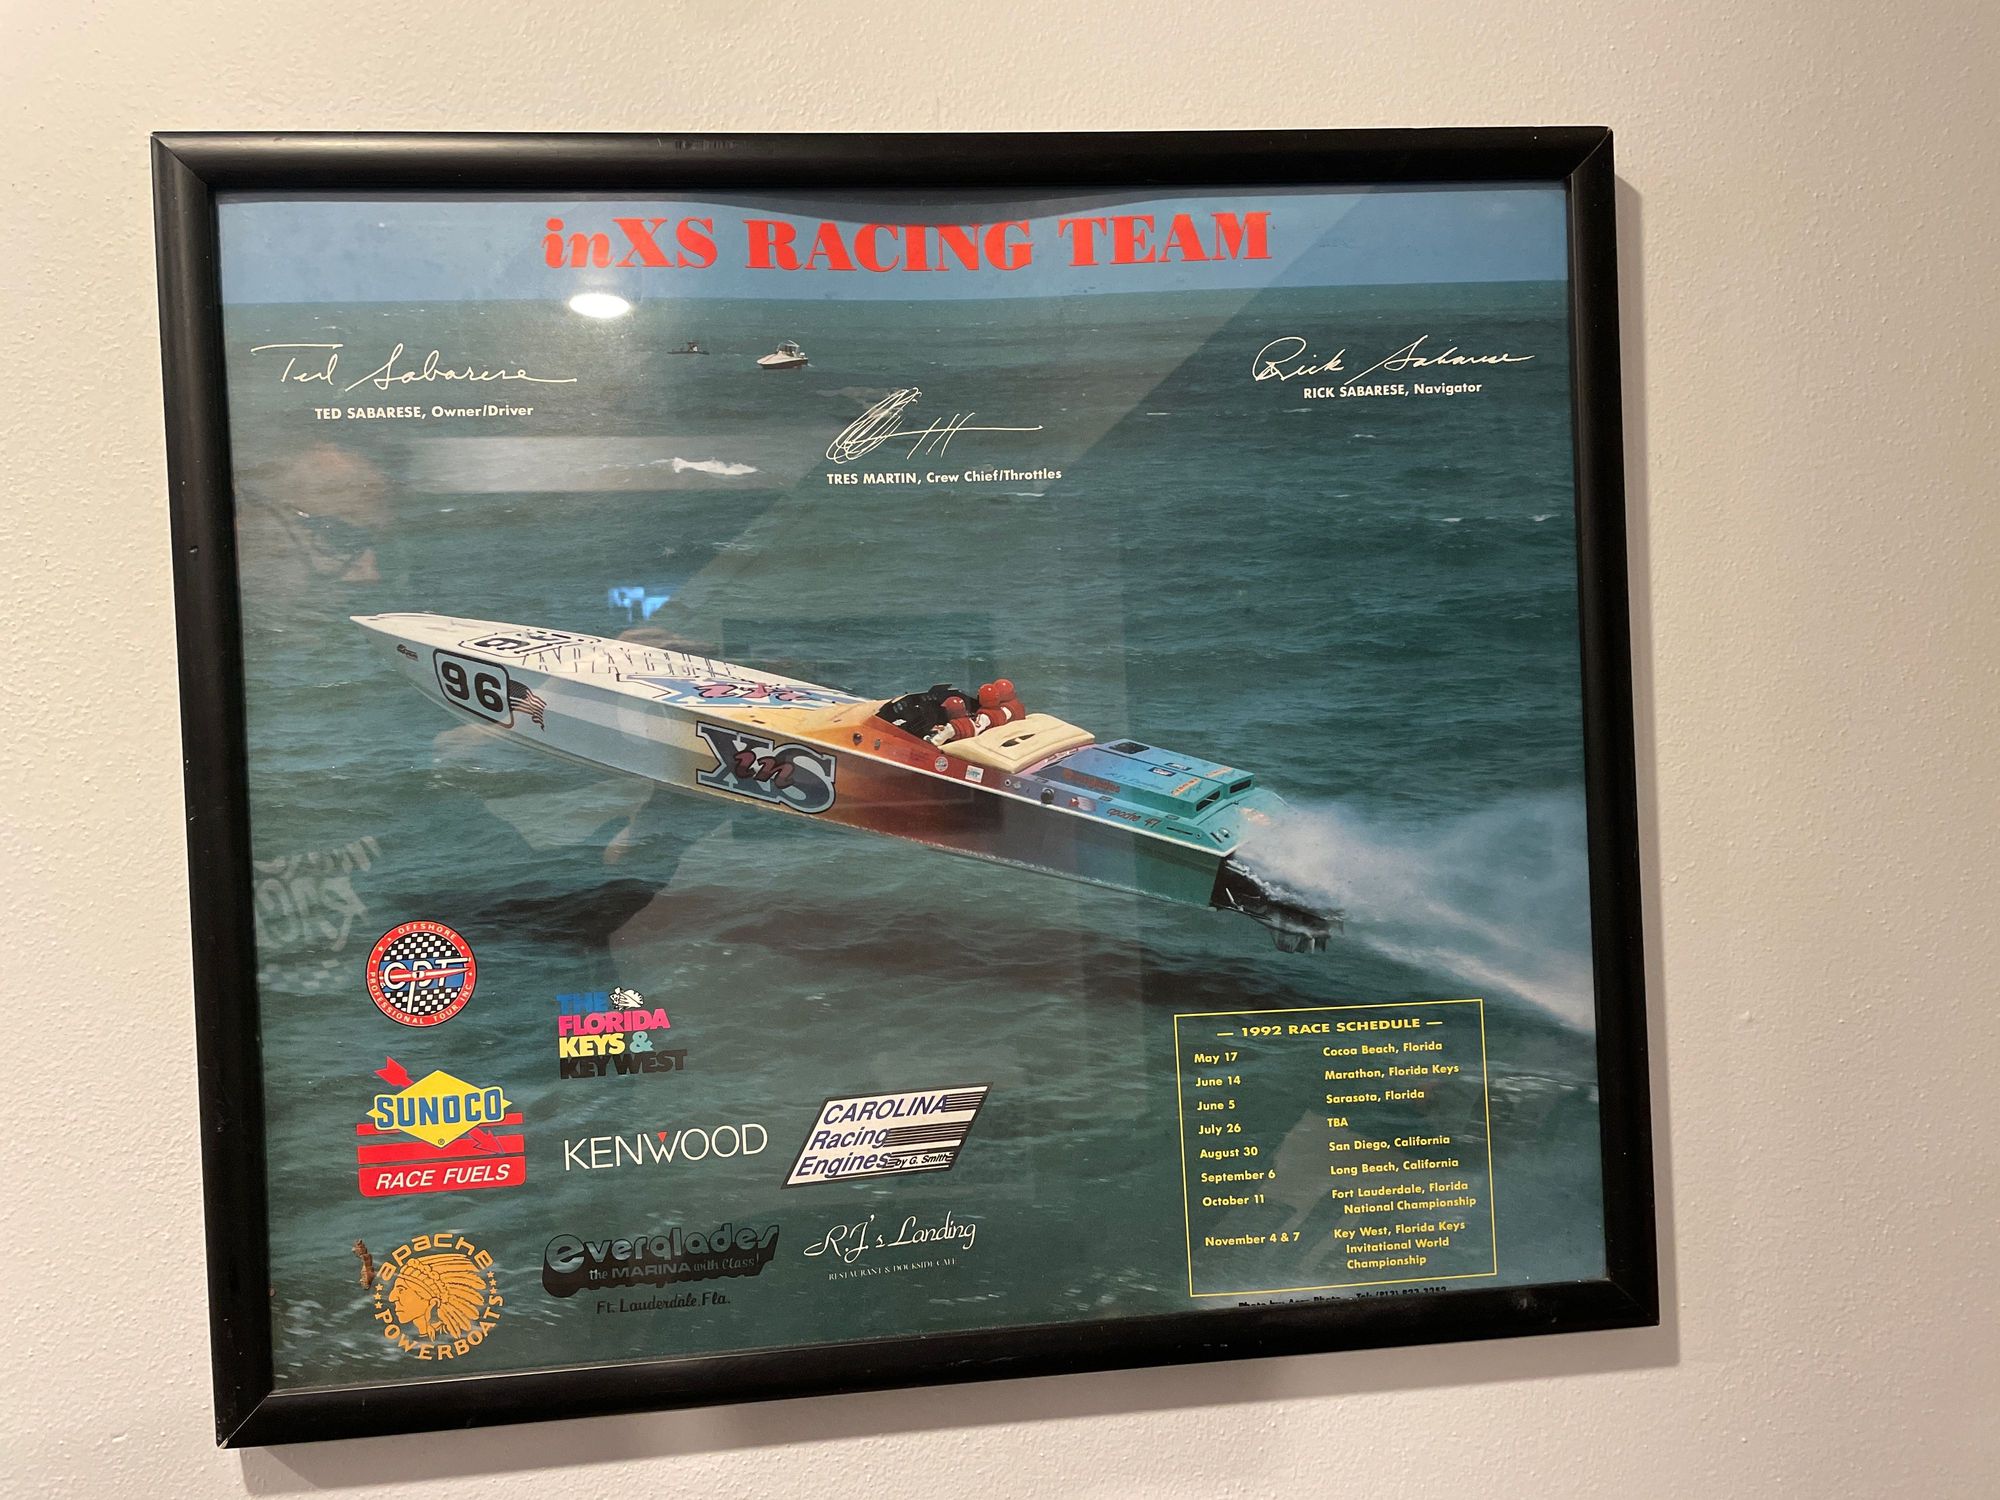 inXS RACING TEAM
Ted Sabarese
TED SABARESE, Owner/Driver
Rick Sabarese
RICK SABARESE, Navigator
TRES MARTIN, Crew Chief/Throttles
96
inXS
96
inXS
apache 47
OFFSHORE
OPT
PROFESSIONAL TOUR INC
THE
FLORIDA
KEYS &
KEY WEST
SUNOCO
RACE FUELS
KENWOOD
CAROLINA
Racing
Engines by G. Smith
apache
POWERBOATS
everglades
the MARINA with Class!
Ft. Lauderdale, Fla.
R.J.'s Landing
RESTAURANT & DOCKSIDE CAFE
— 1992 RACE SCHEDULE —
May 17 Cocoa Beach, Florida
June 14 Marathon, Florida Keys
June 5 Sarasota, Florida
July 26 TBA
August 30 San Diego, California
September 6 Long Beach, California
October 11 Fort Lauderdale, Florida
National Championship
November 4 & 7 Key West, Florida Keys
Invitational World
Championship